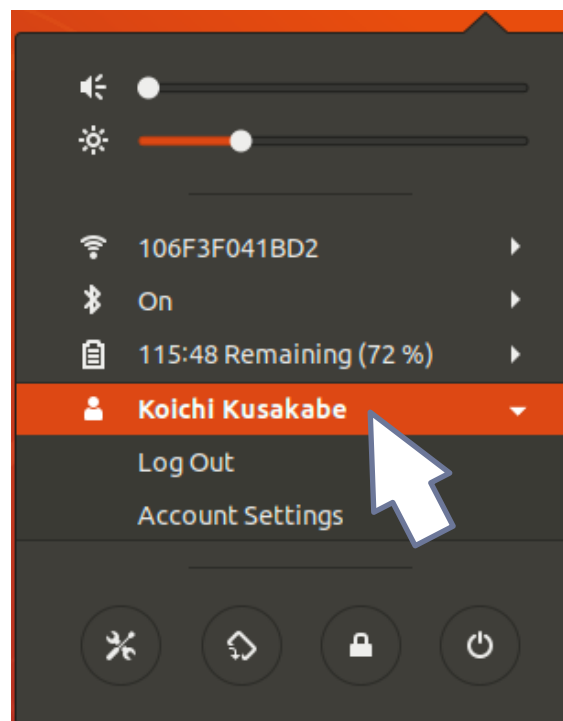 106F3F041BD2
On
115:48 Remaining (72 %)
Koichi Kusakabe
Log Out
Account Settings